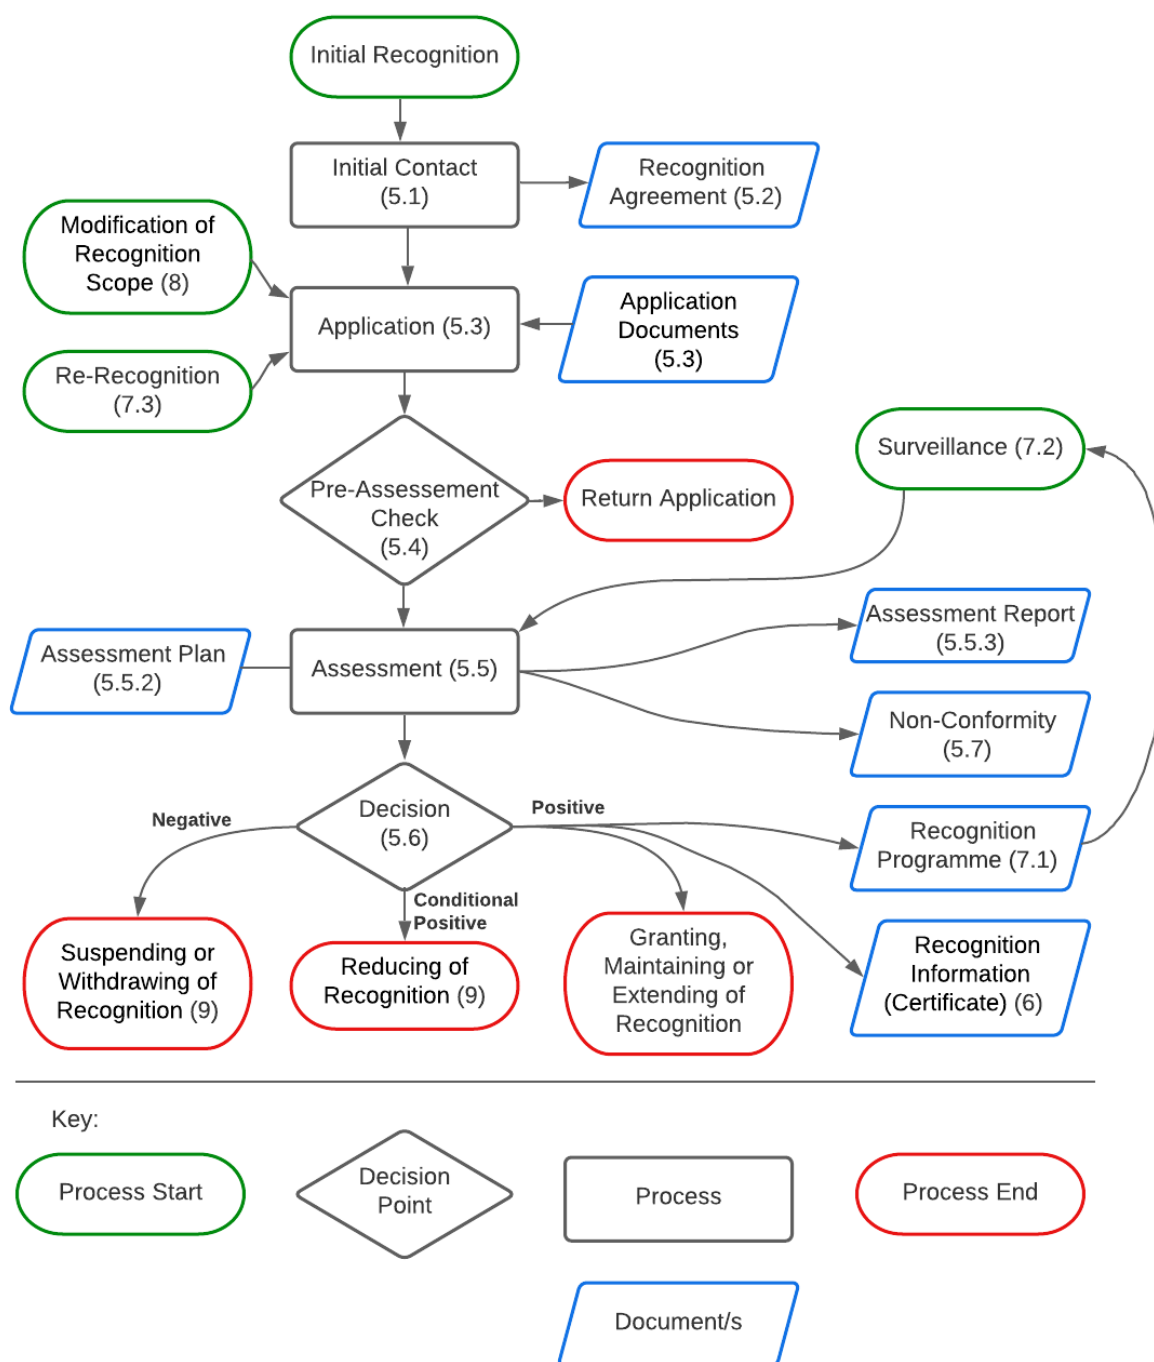 Initial Recognition
Initial Contact
(5.1)
Recognition
Agreement (5.2)
Modification of
Recognition
Scope (8)
Application (5.3)
Application
Documents
(5.3)
Re-Recognition
(7.3)
Pre-Assessement
Check
(5.4)
Return Application
Surveillance (7.2)
Assessment Plan
(5.5.2)
Assessment (5.5)
Assessment Report
(5.5.3)
Non-Conformity
(5.7)
Decision
(5.6)
Negative
Positive
Conditional
Positive
Recognition
Programme (7.1)
Suspending or
Withdrawing of
Recognition (9)
Reducing of
Recognition (9)
Granting,
Maintaining or
Extending of
Recognition
Recognition
Information
(Certificate) (6)
Key:
Process Start
Decision
Point
Process
Process End
Document/s